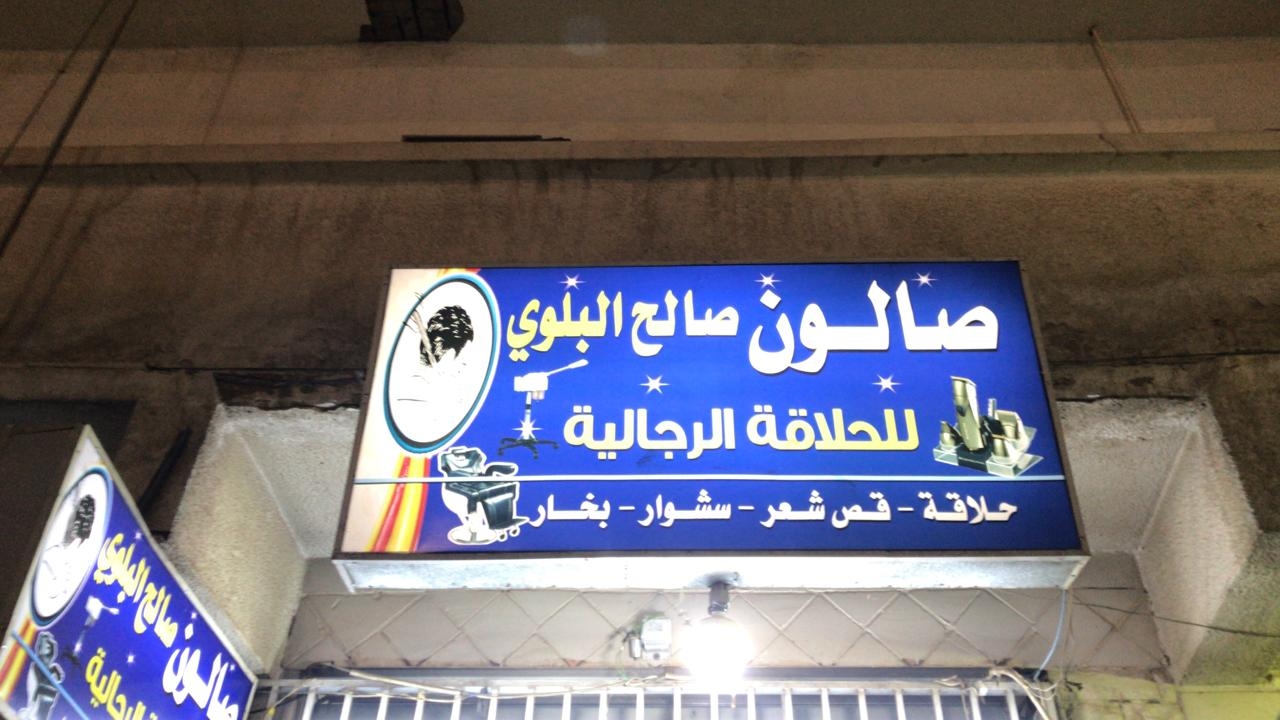 صالون صالح البلوي
للحلاقة الرجالية
حلاقة - قص شعر - سشوار - بخار
صالون صالح البلوي